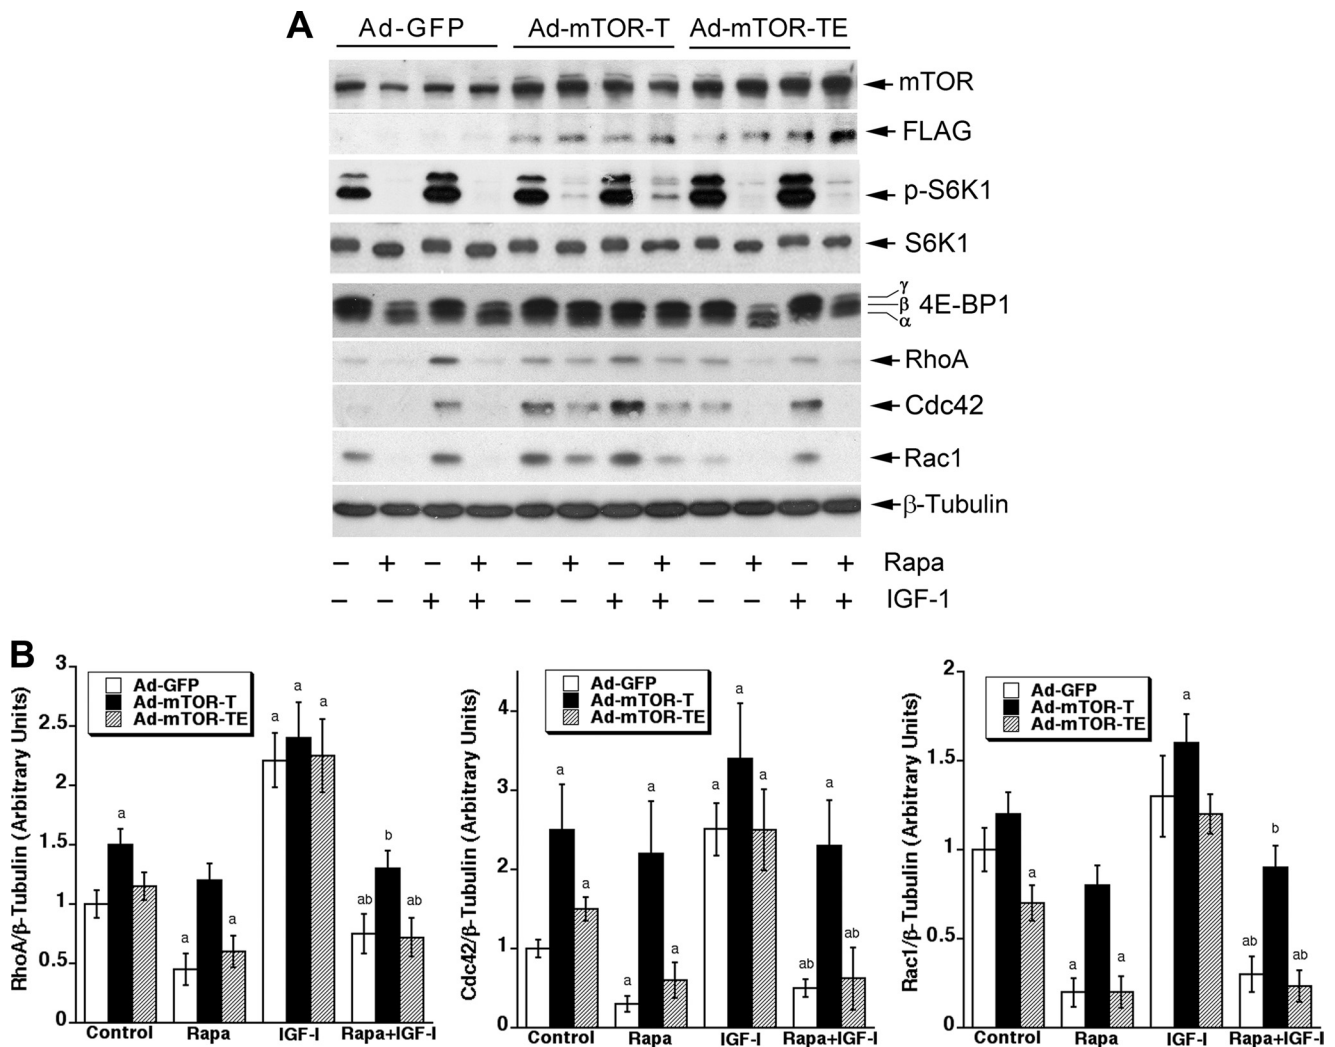 A
Ad-GFP Ad-mTOR-T Ad-mTOR-TE
mTOR
FLAG
p-S6K1
S6K1
γ
β 4E-BP1
α
RhoA
Cdc42
Rac1
β-Tubulin
− + − + − + − + − + − + Rapa
− − + + − − + + − − + + IGF-1
B
RhoA/β-Tubulin (Arbitrary Units)
3
2.5
2
1.5
1
0.5
0
Ad-GFP
Ad-mTOR-T
Ad-mTOR-TE
a a a
a b
a a ab ab
Control Rapa IGF-I Rapa+IGF-I
Cdc42/β-Tubulin (Arbitrary Units)
4
3
2
1
0
Ad-GFP
Ad-mTOR-T
Ad-mTOR-TE
a
a a a a a
a
a a ab ab
Control Rapa IGF-I Rapa+IGF-I
Rac1/β-Tubulin (Arbitrary Units)
2
1.5
1
0.5
0
Ad-GFP
Ad-mTOR-T
Ad-mTOR-TE
a
b
a
a a ab ab
Control Rapa IGF-I Rapa+IGF-I